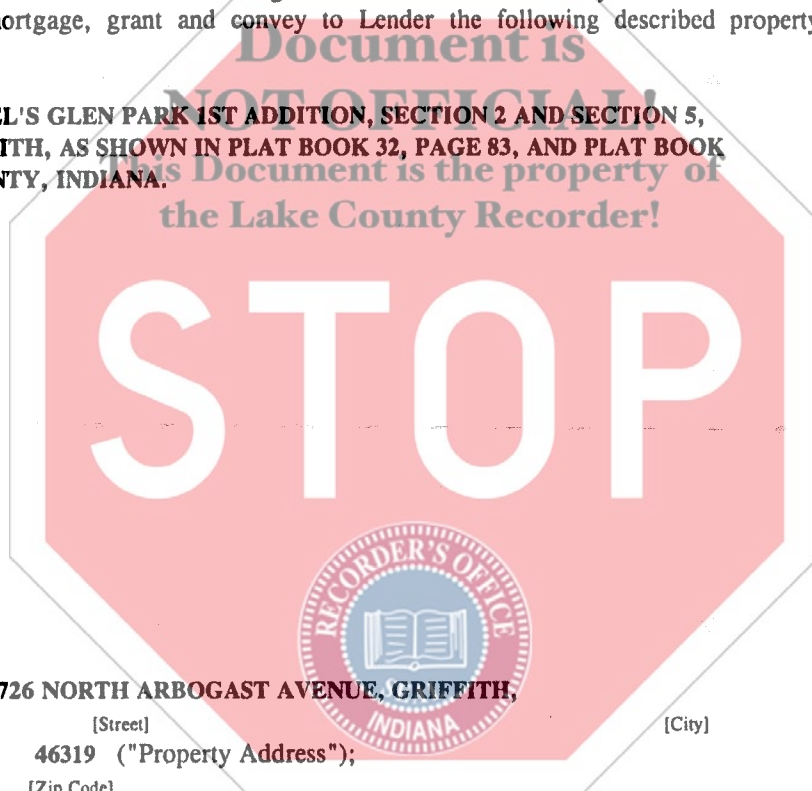 ortgage, grant and convey to Lender the following described property
Document is
NOT OFFICIAL!
EL'S GLEN PARK 1ST ADDITION, SECTION 2 AND SECTION 5,
ITH, AS SHOWN IN PLAT BOOK 32, PAGE 83, AND PLAT BOOK
This Document is the property of
NTY, INDIANA.
the Lake County Recorder!
STOP
RECORDER'S OFFICE
INDIANA
726 NORTH ARBOGAST AVENUE, GRIFFITH,
[Street] [City]
46319 ("Property Address");
[Zip Code]